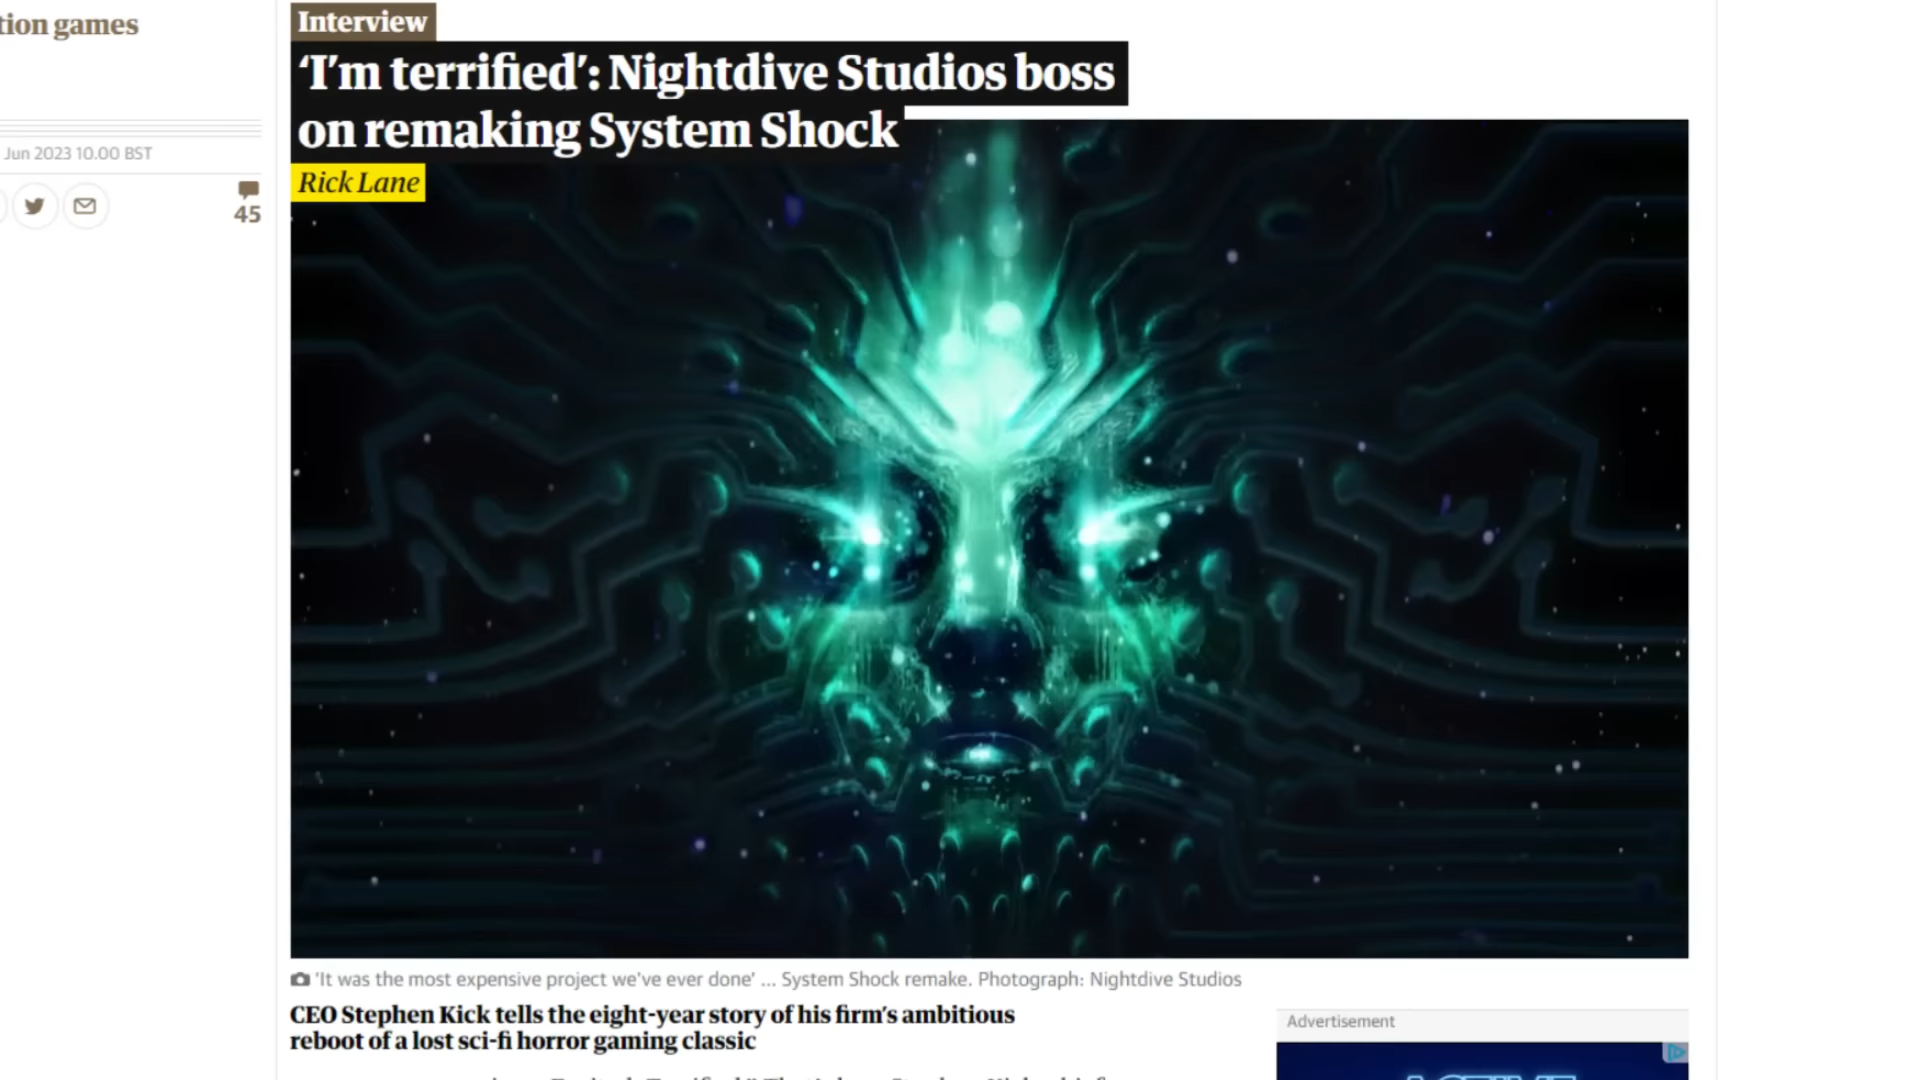 tion games
Interview
‘I’m terrified’: Nightdive Studios boss
on remaking System Shock
Jun 2023 10.00 BST
Rick Lane
45
'It was the most expensive project we've ever done' ... System Shock remake. Photograph: Nightdive Studios
CEO Stephen Kick tells the eight-year story of his firm’s ambitious
reboot of a lost sci-fi horror gaming classic
Advertisement